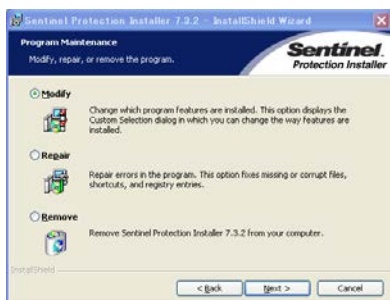 Sentinel Protection Installer 7.3.2 - InstallShield Wizard
Program Maintenance
Modify, repair, or remove the program.
Sentinel.
Protection Installer
Modify
Change which program features are installed. This option displays the
Custom Selection dialog in which you can change the way features are
installed.
Repair
Repair errors in the program. This option fixes missing or corrupt files,
shortcuts, and registry entries.
Remove
Remove Sentinel Protection Installer 7.3.2 from your computer.
InstallShield
< Back
Next >
Cancel